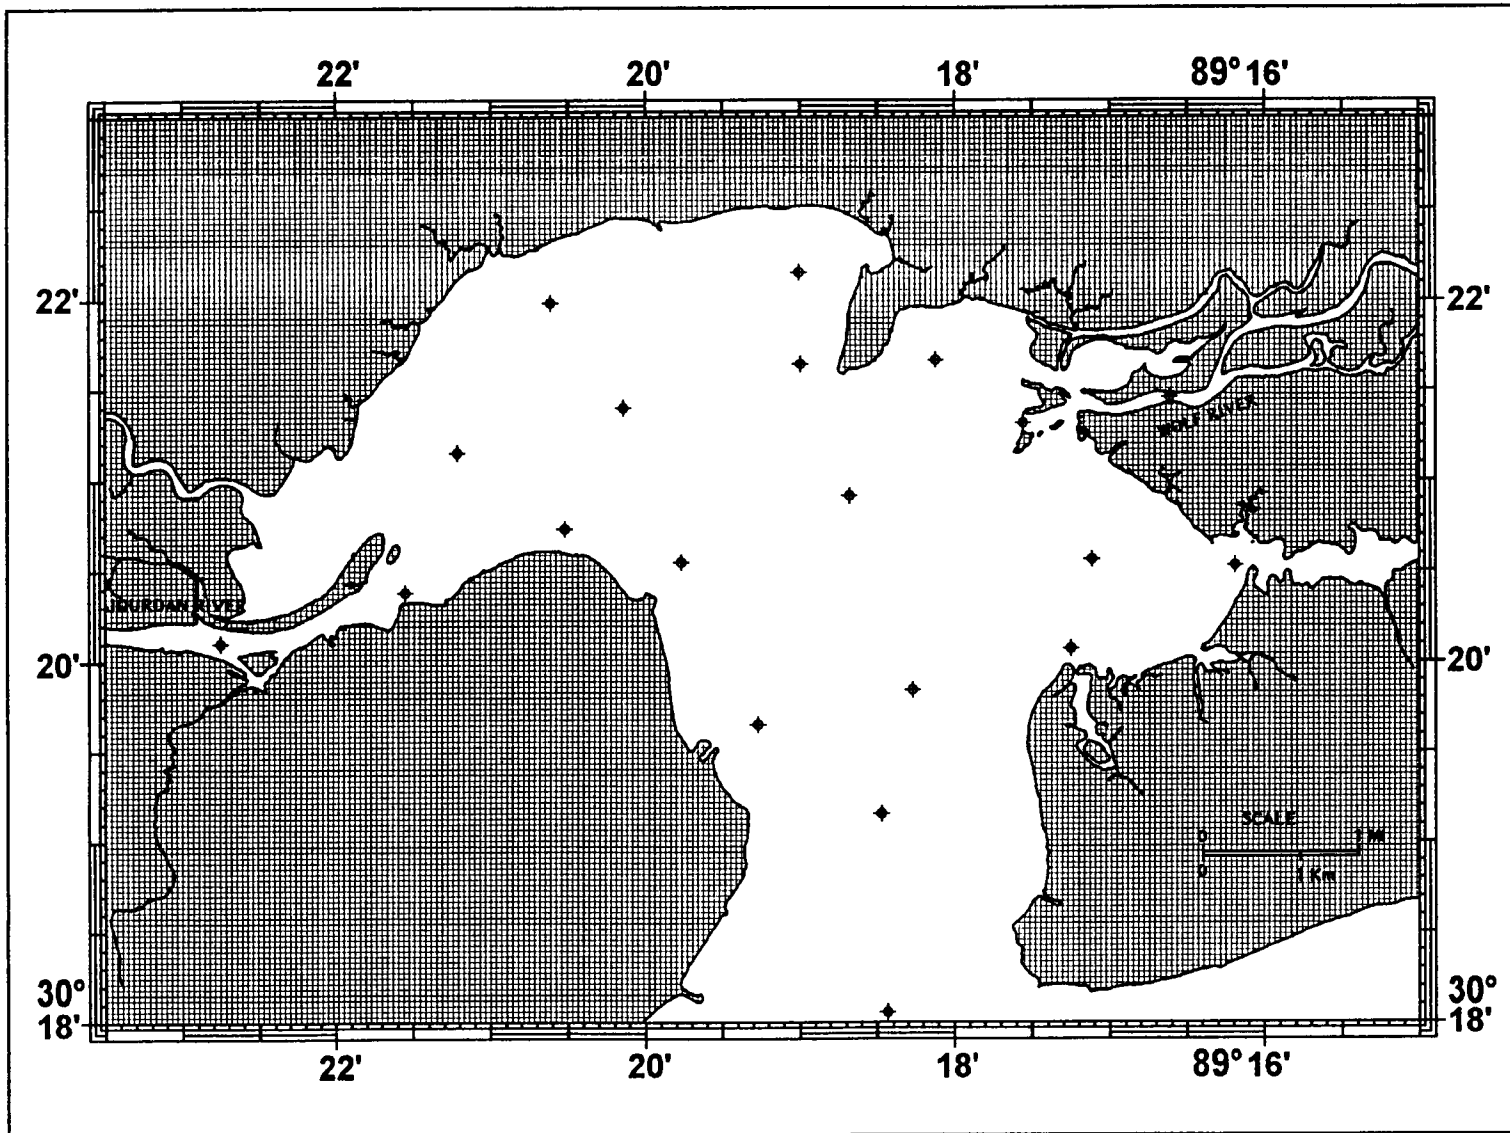 22' 20' 18' 89° 16'
22' 22'
WOLF RIVER
JOURDAN RIVER
20' 20'
SCALE
0 1 MI
0 1 Km
30° 30°
18' 18'
22' 20' 18' 89° 16'